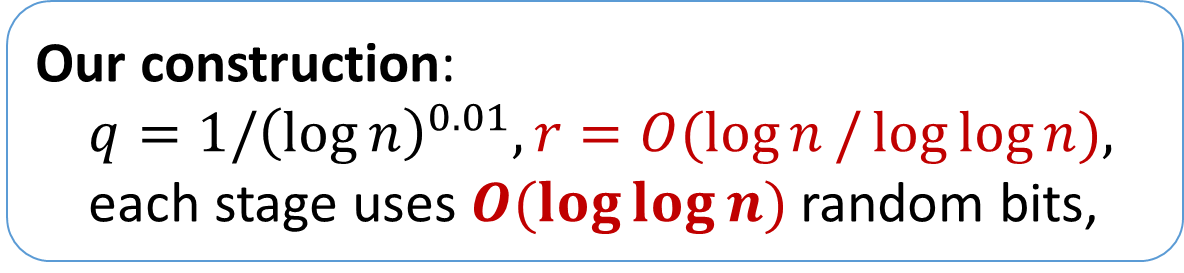 Our construction:
q = 1/(log n)^0.01, r = O(log n / log log n),
each stage uses O(log log n) random bits,